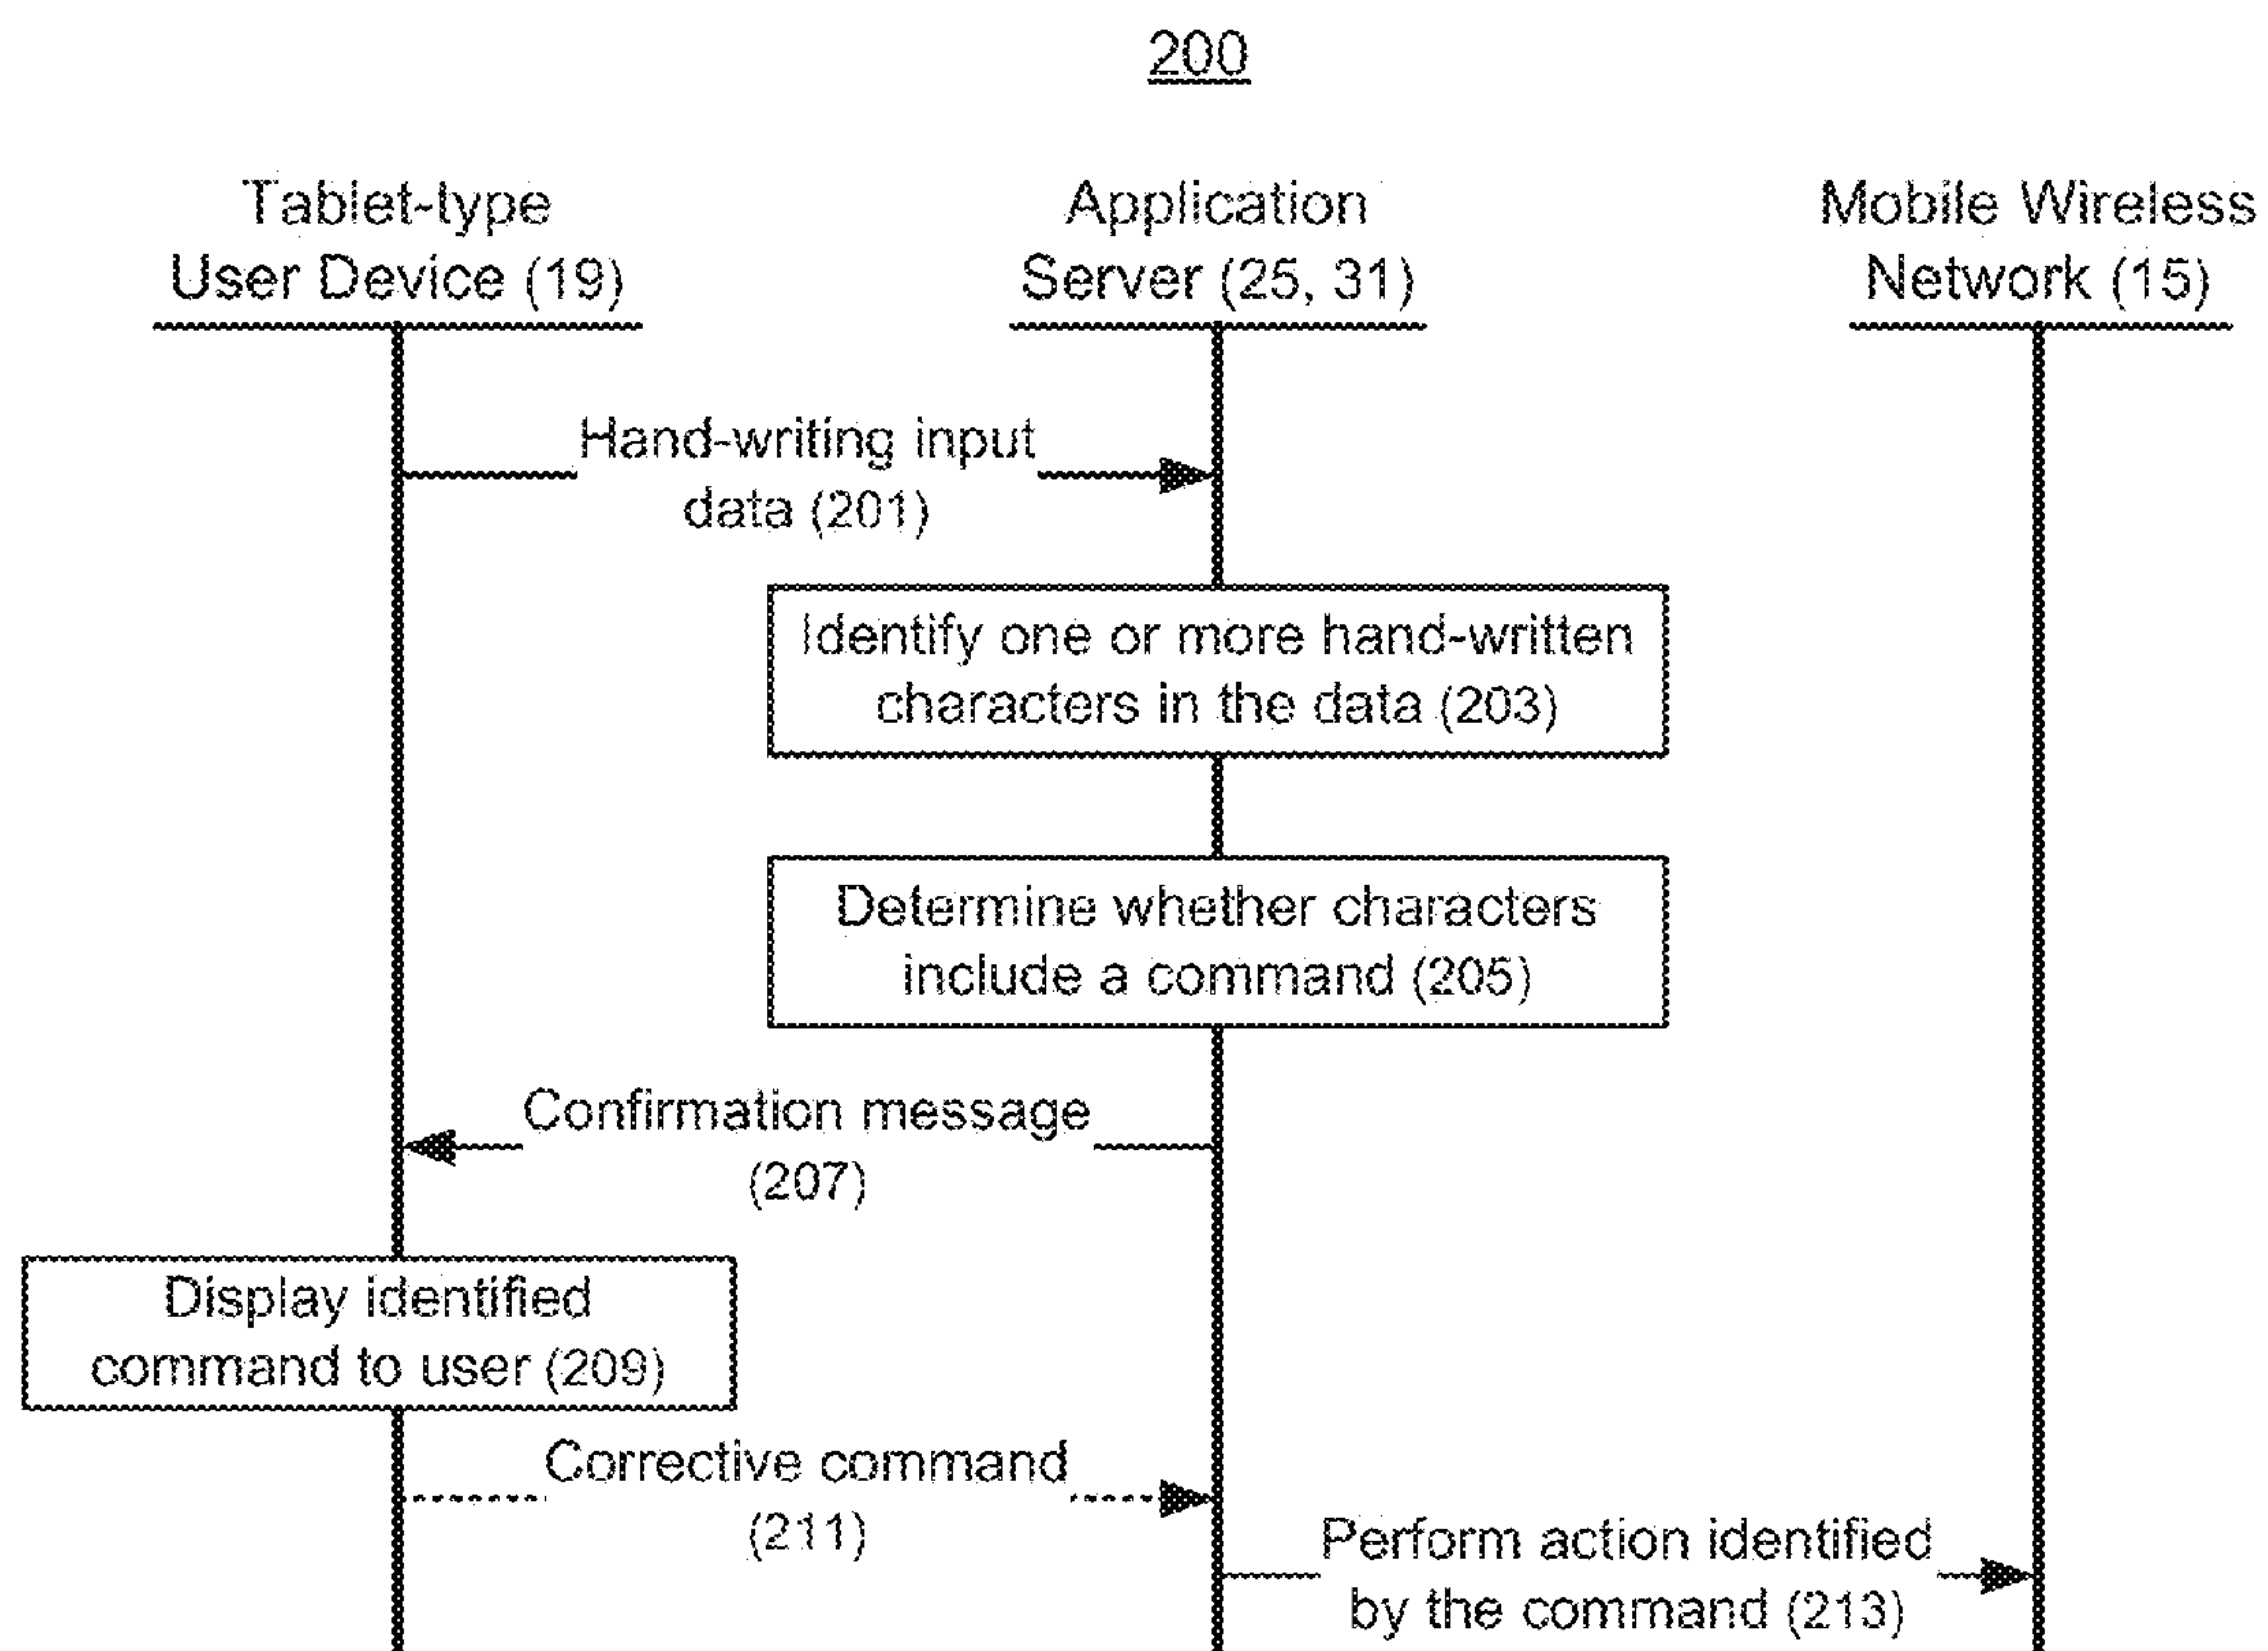 200
Tablet-type
User Device (19)
Application
Server (25, 31)
Mobile Wireless
Network (15)
Hand-writing input
data (201)
Identify one or more hand-written
characters in the data (203)
Determine whether characters
include a command (205)
Confirmation message
(207)
Display identified
command to user (209)
Corrective command
(211)
Perform action identified
by the command (213)